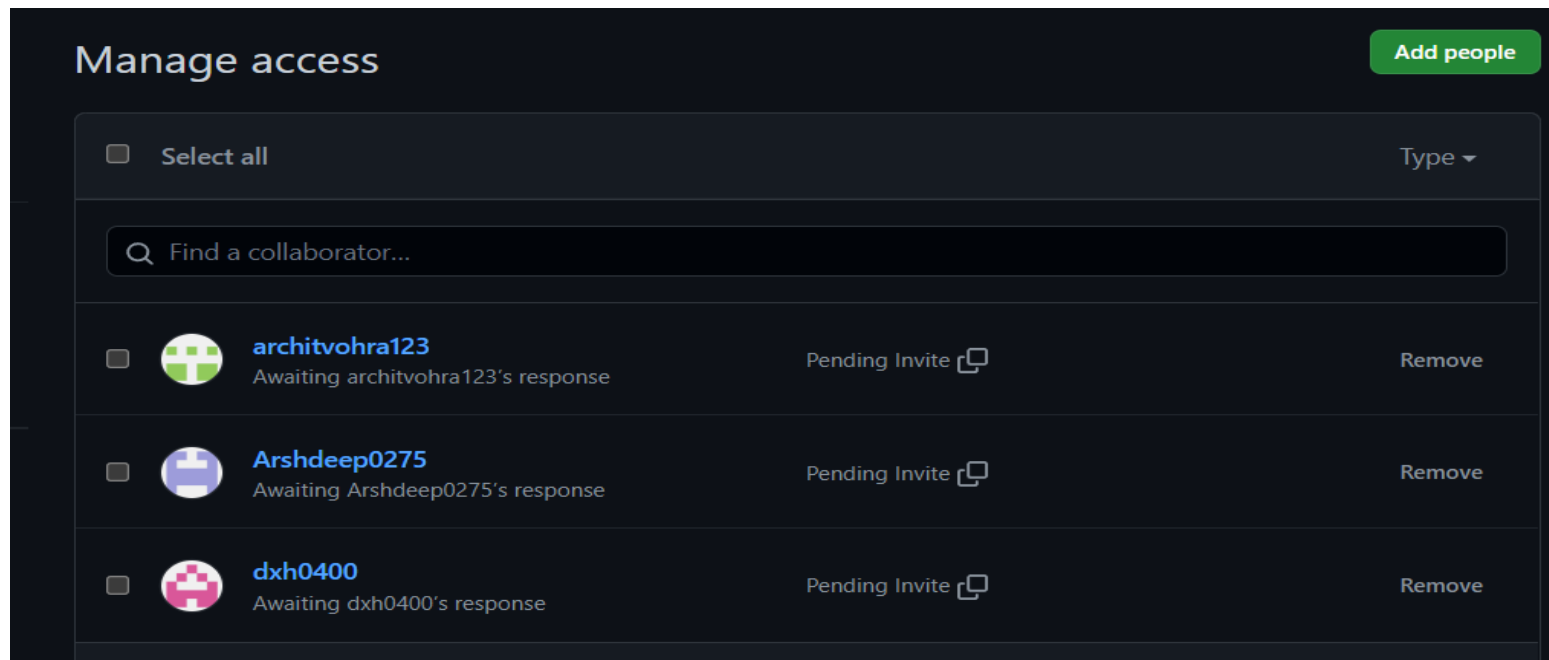 Manage access
Add people
Select all
Type
Find a collaborator...
architvohra123
Awaiting architvohra123's response
Pending Invite
Remove
Arshdeep0275
Awaiting Arshdeep0275's response
Pending Invite
Remove
dxh0400
Awaiting dxh0400's response
Pending Invite
Remove